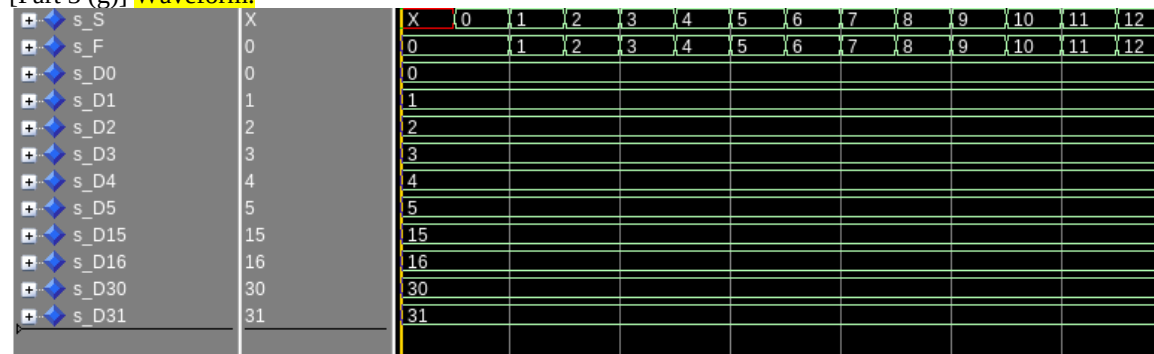 [Part 3 (g)] Waveform:
s_S X X 0 1 2 3 4 5 6 7 8 9 10 11 12
s_F 0 0 1 2 3 4 5 6 7 8 9 10 11 12
s_D0 0 0
s_D1 1 1
s_D2 2 2
s_D3 3 3
s_D4 4 4
s_D5 5 5
s_D15 15 15
s_D16 16 16
s_D30 30 30
s_D31 31 31